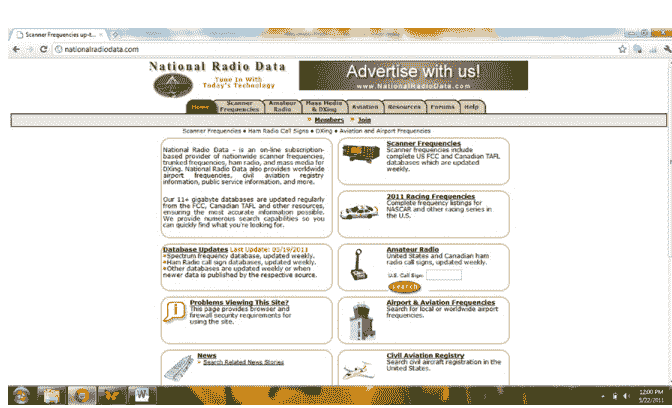 Scanner Frequencies up-t...
nationalradiodata.com
National Radio Data
Tune In With
Today's Technology
Advertise with us!
www.NationalRadioData.com
Home
Scanner
Frequencies
Amateur
Radio
Mass Media
& DXing
Aviation
Resources
Forums
Help
» Members » Join
Scanner Frequencies ♦ Ham Radio Call Signs ♦ DXing ♦ Aviation and Airport Frequencies
National Radio Data - is an on-line subscription-
based provider of nationwide scanner frequencies,
trunked frequencies, ham radio, and mass media for
DXing. National Radio Data also provides worldwide
airport frequencies, civil aviation registry
information, public service information, and more.
Our 11+ gigabyte databases are updated regularly
from the FCC, Canadian TAFL and other resources,
ensuring the most accurate information possible.
We provide numerous search capabilities so you
can quickly find what you're looking for.
Scanner Frequencies
Scanner frequencies include
complete US FCC and Canadian TAFL
databases which are updated
weekly.
2011 Racing Frequencies
Complete frequency listings for
NASCAR and other racing series in
the U.S.
Database Updates Last Update: 05/19/2011
Spectrum frequency database, updated weekly.
Ham Radio call sign databases, updated weekly.
Other databases are updated weekly or when
newer data is published by the respective source.
Amateur Radio
United States and Canadian ham
radio call signs, updated weekly.
U.S. Call Sign:
search
Problems Viewing This Site?
This page provides browser and
firewall security requirements for
using the site.
Airport & Aviation Frequencies
Search for local or worldwide airport
frequencies.
News
» Search Related News Stories
Civil Aviation Registry
Search civil aircraft registration in the
United States.
12:00 PM
5/22/2011